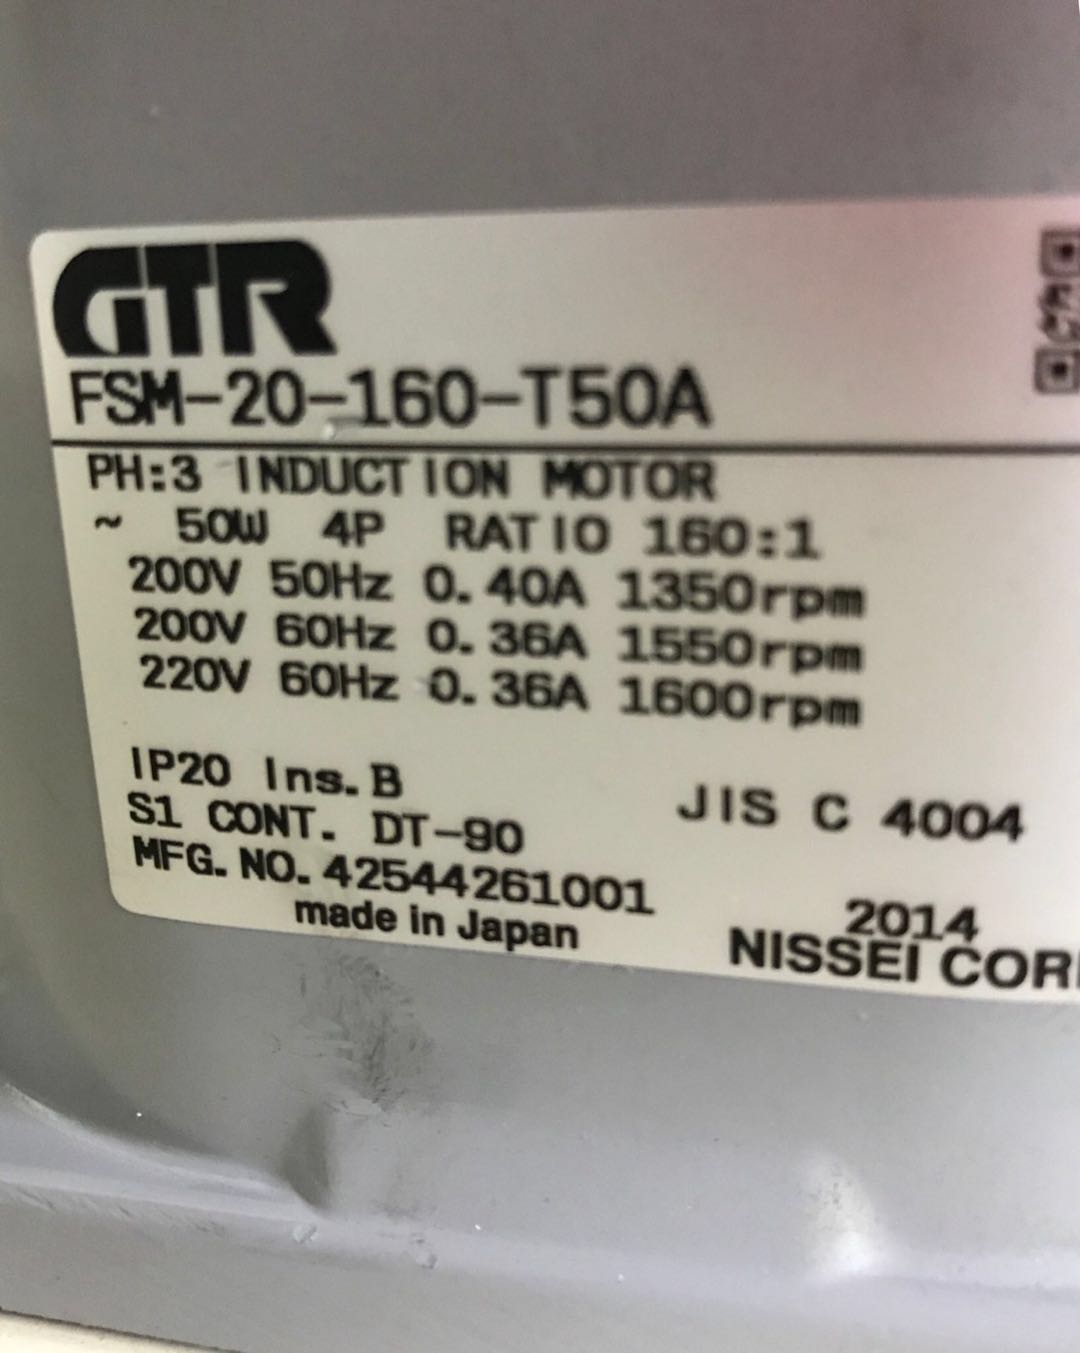 GTR
FSM-20-160-T50A
PH:3 INDUCTION MOTOR
~ 50W 4P RATIO 160:1
200V 50Hz 0.40A 1350rpm
200V 60Hz 0.36A 1550rpm
220V 60Hz 0.36A 1600rpm
IP20 Ins.B
JIS C 4004
S1 CONT. DT-90
MFG.NO.42544261001
2014
made in Japan
NISSEI COR